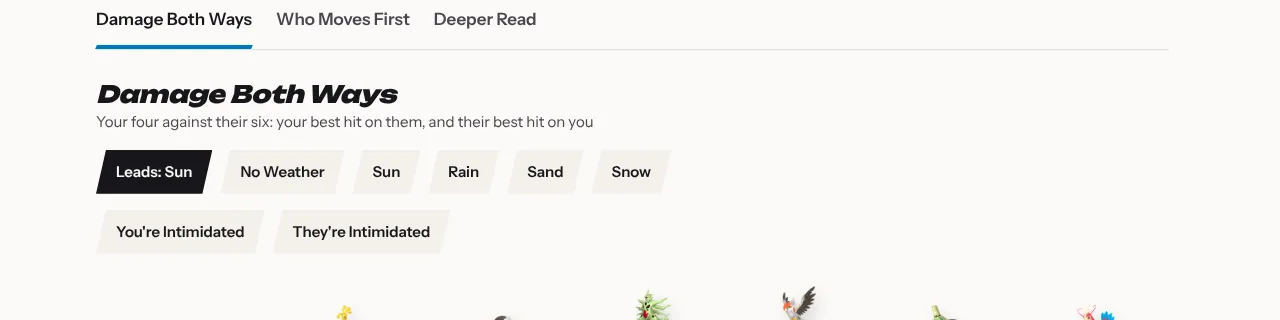 Damage Both Ways Who Moves First Deeper Read
Damage Both Ways
Your four against their six: your best hit on them, and their best hit on you
Leads: Sun No Weather Sun Rain Sand Snow
You're Intimidated They're Intimidated